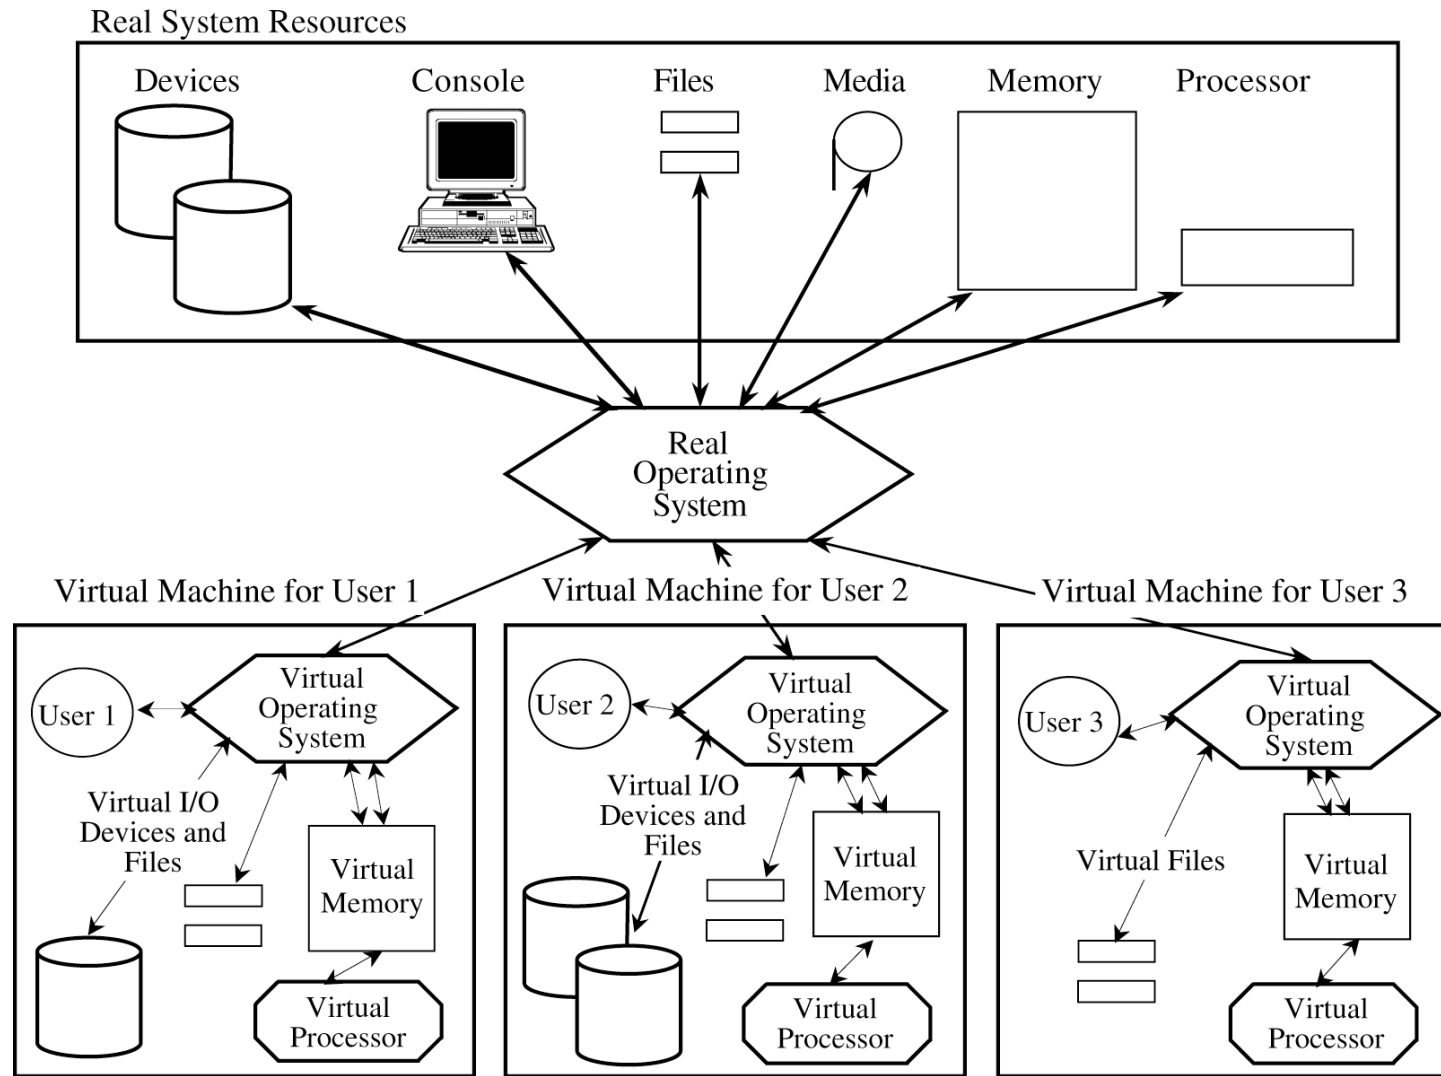 Real System Resources
Devices
Console
Files
Media
Memory
Processor
Real
Operating
System
Virtual Machine for User 1
Virtual Machine for User 2
Virtual Machine for User 3
User 1
Virtual
Operating
System
Virtual I/O
Devices and
Files
Virtual
Memory
Virtual
Processor
User 2
Virtual
Operating
System
Virtual I/O
Devices and
Files
Virtual
Memory
Virtual
Processor
User 3
Virtual
Operating
System
Virtual Files
Virtual
Memory
Virtual
Processor